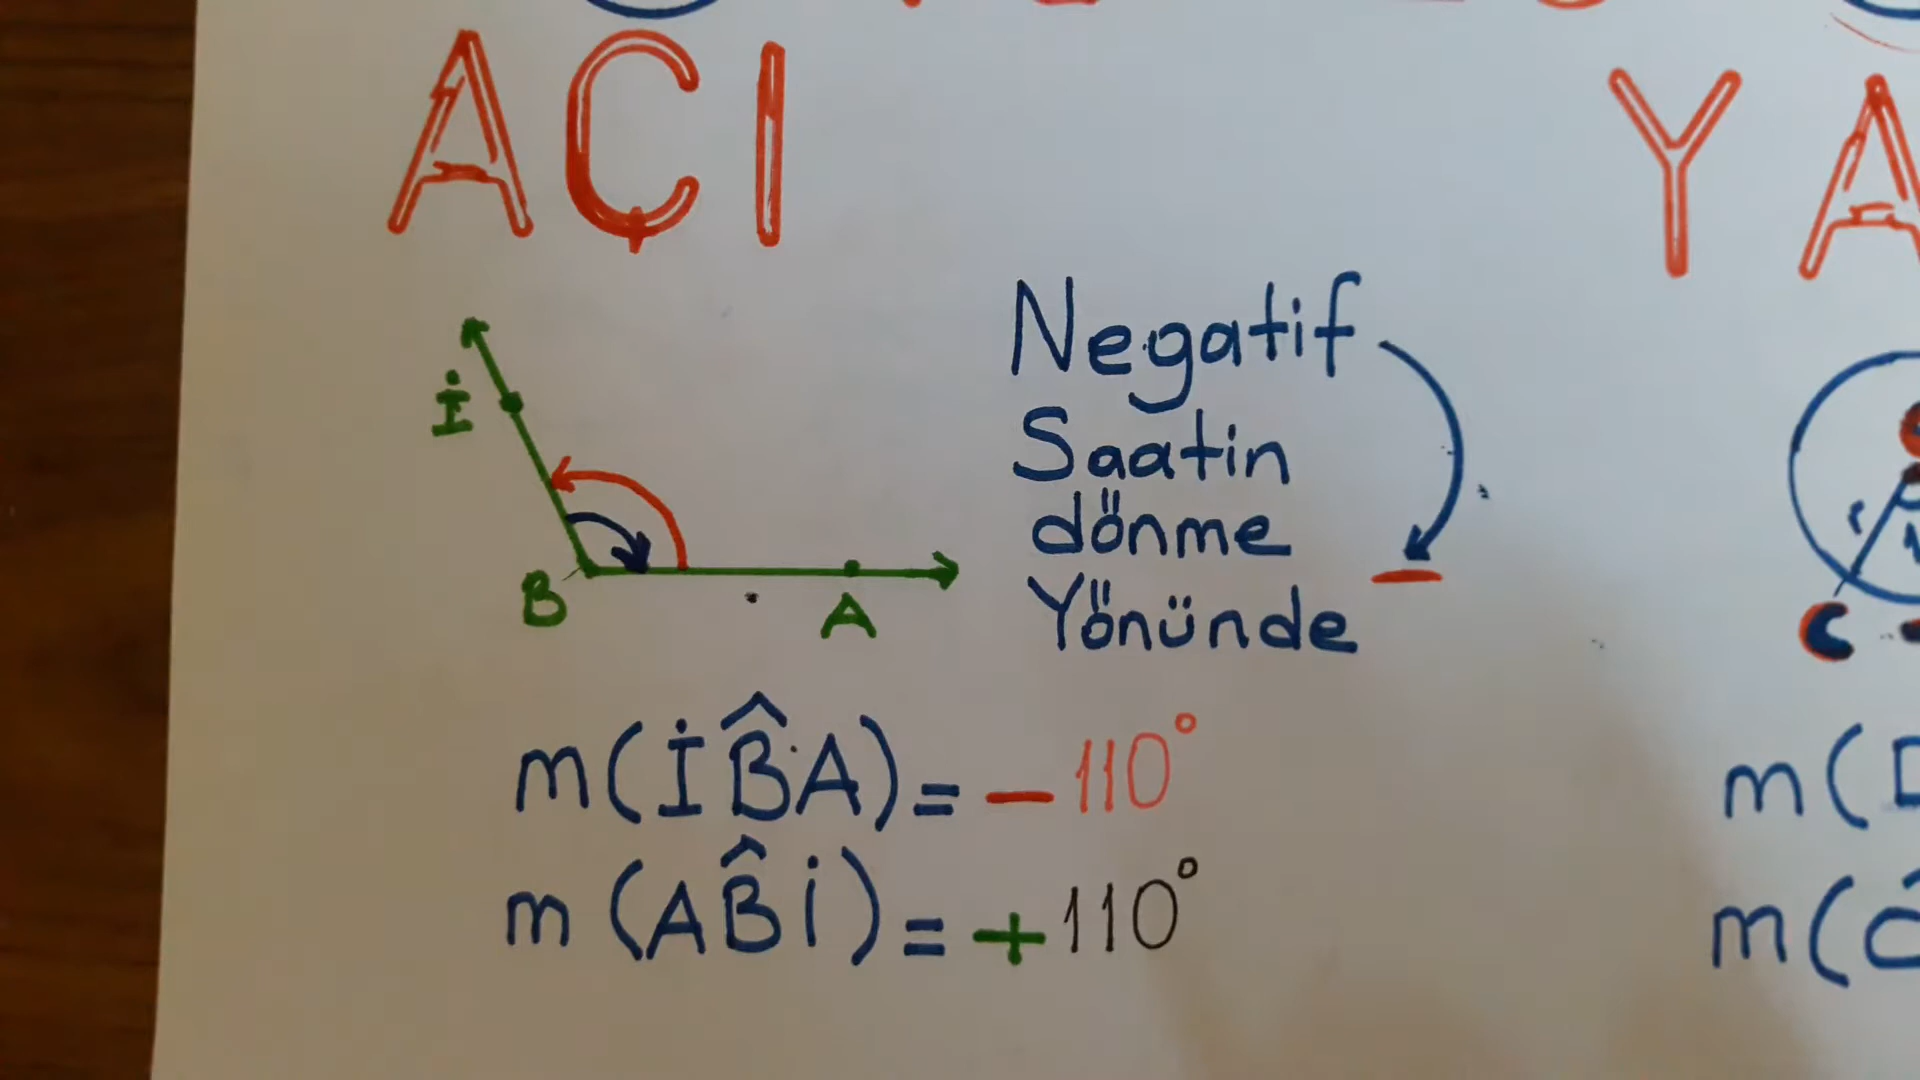 AÇI
YA
İ
B
A
Negatif
Saatin
dönme
Yönünde
−
r
C
m(İB̂A) = − 110°
m(AB̂İ) = + 110°
m(
m(